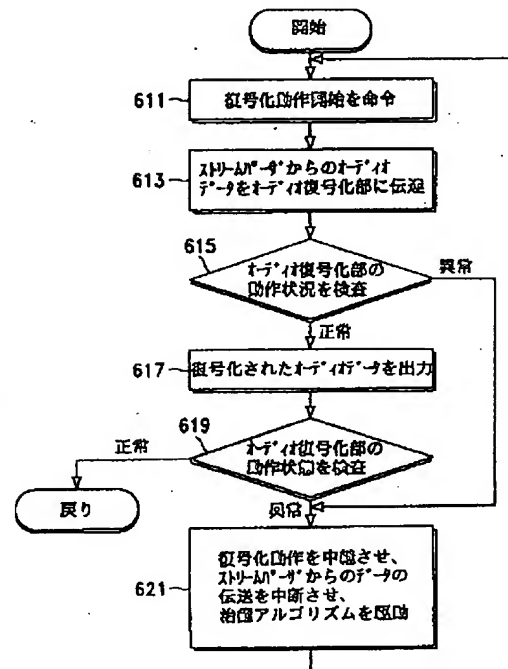 開始
611
復号化動作開始を命令
613
ストリームパーザからのオーディオ
データをオーディオ復号化部に伝送
615
オーディオ復号化部の
動作状況を検査
異常
正常
617
復号化されたオーディオデータを出力
619
オーディオ復号化部の
動作状態を検査
正常
戻り
異常
621
復号化動作を中断させ、
ストリームパーザからのデータの
伝送を中断させ、
治癒アルゴリズムを駆動